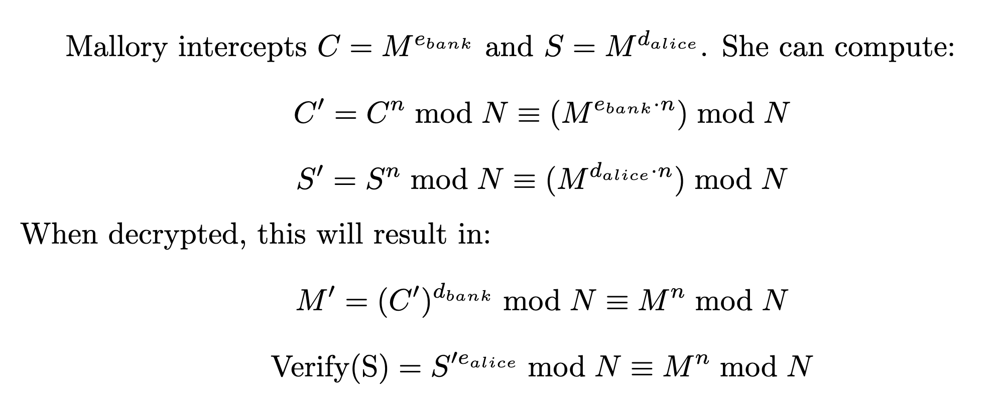 Mallory intercepts $C = M^{e_{bank}}$ and $S = M^{d_{alice}}$. She can compute:
$C' = C^n \bmod N \equiv (M^{e_{bank} \cdot n}) \bmod N$
$S' = S^n \bmod N \equiv (M^{d_{alice} \cdot n}) \bmod N$
When decrypted, this will result in:
$M' = (C')^{d_{bank}} \bmod N \equiv M^n \bmod N$
$\text{Verify(S)} = S'^{e_{alice}} \bmod N \equiv M^n \bmod N$